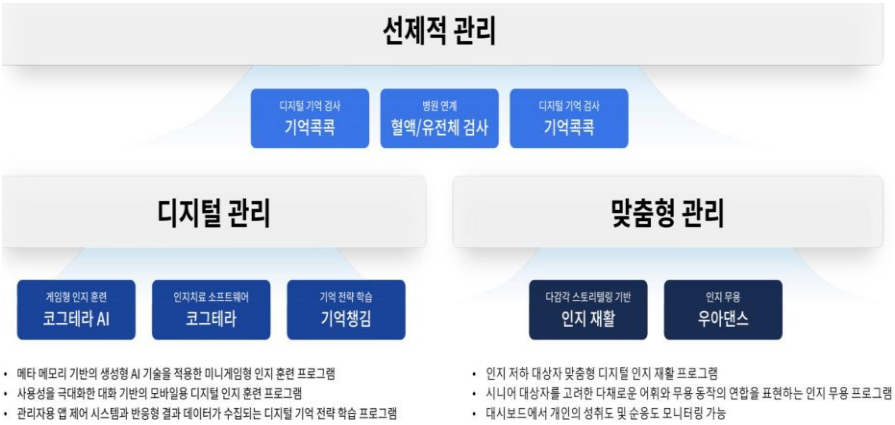 선제적 관리
디지털 기억 검사
기억콕콕
병원 연계
혈액/유전체 검사
디지털 기억 검사
기억콕콕
디지털 관리
게임형 인지 훈련
코그테라 AI
인지치료 소프트웨어
코그테라
기억 전략 학습
기억챙김
• 메타 메모리 기반의 생성형 AI 기술을 적용한 미니게임형 인지 훈련 프로그램
• 사용성을 극대화한 대화 기반의 모바일용 디지털 인지 훈련 프로그램
• 관리자용 앱 제어 시스템과 반응형 결과 데이터가 수집되는 디지털 기억 전략 학습 프로그램
맞춤형 관리
다감각 스토리텔링 기반
인지 재활
인지 무용
우아댄스
• 인지 저하 대상자 맞춤형 디지털 인지 재활 프로그램
• 시니어 대상자를 고려한 다채로운 어휘와 무용 동작의 연합을 표현하는 인지 무용 프로그램
• 대시보드에서 개인의 성취도 및 순응도 모니터링 가능